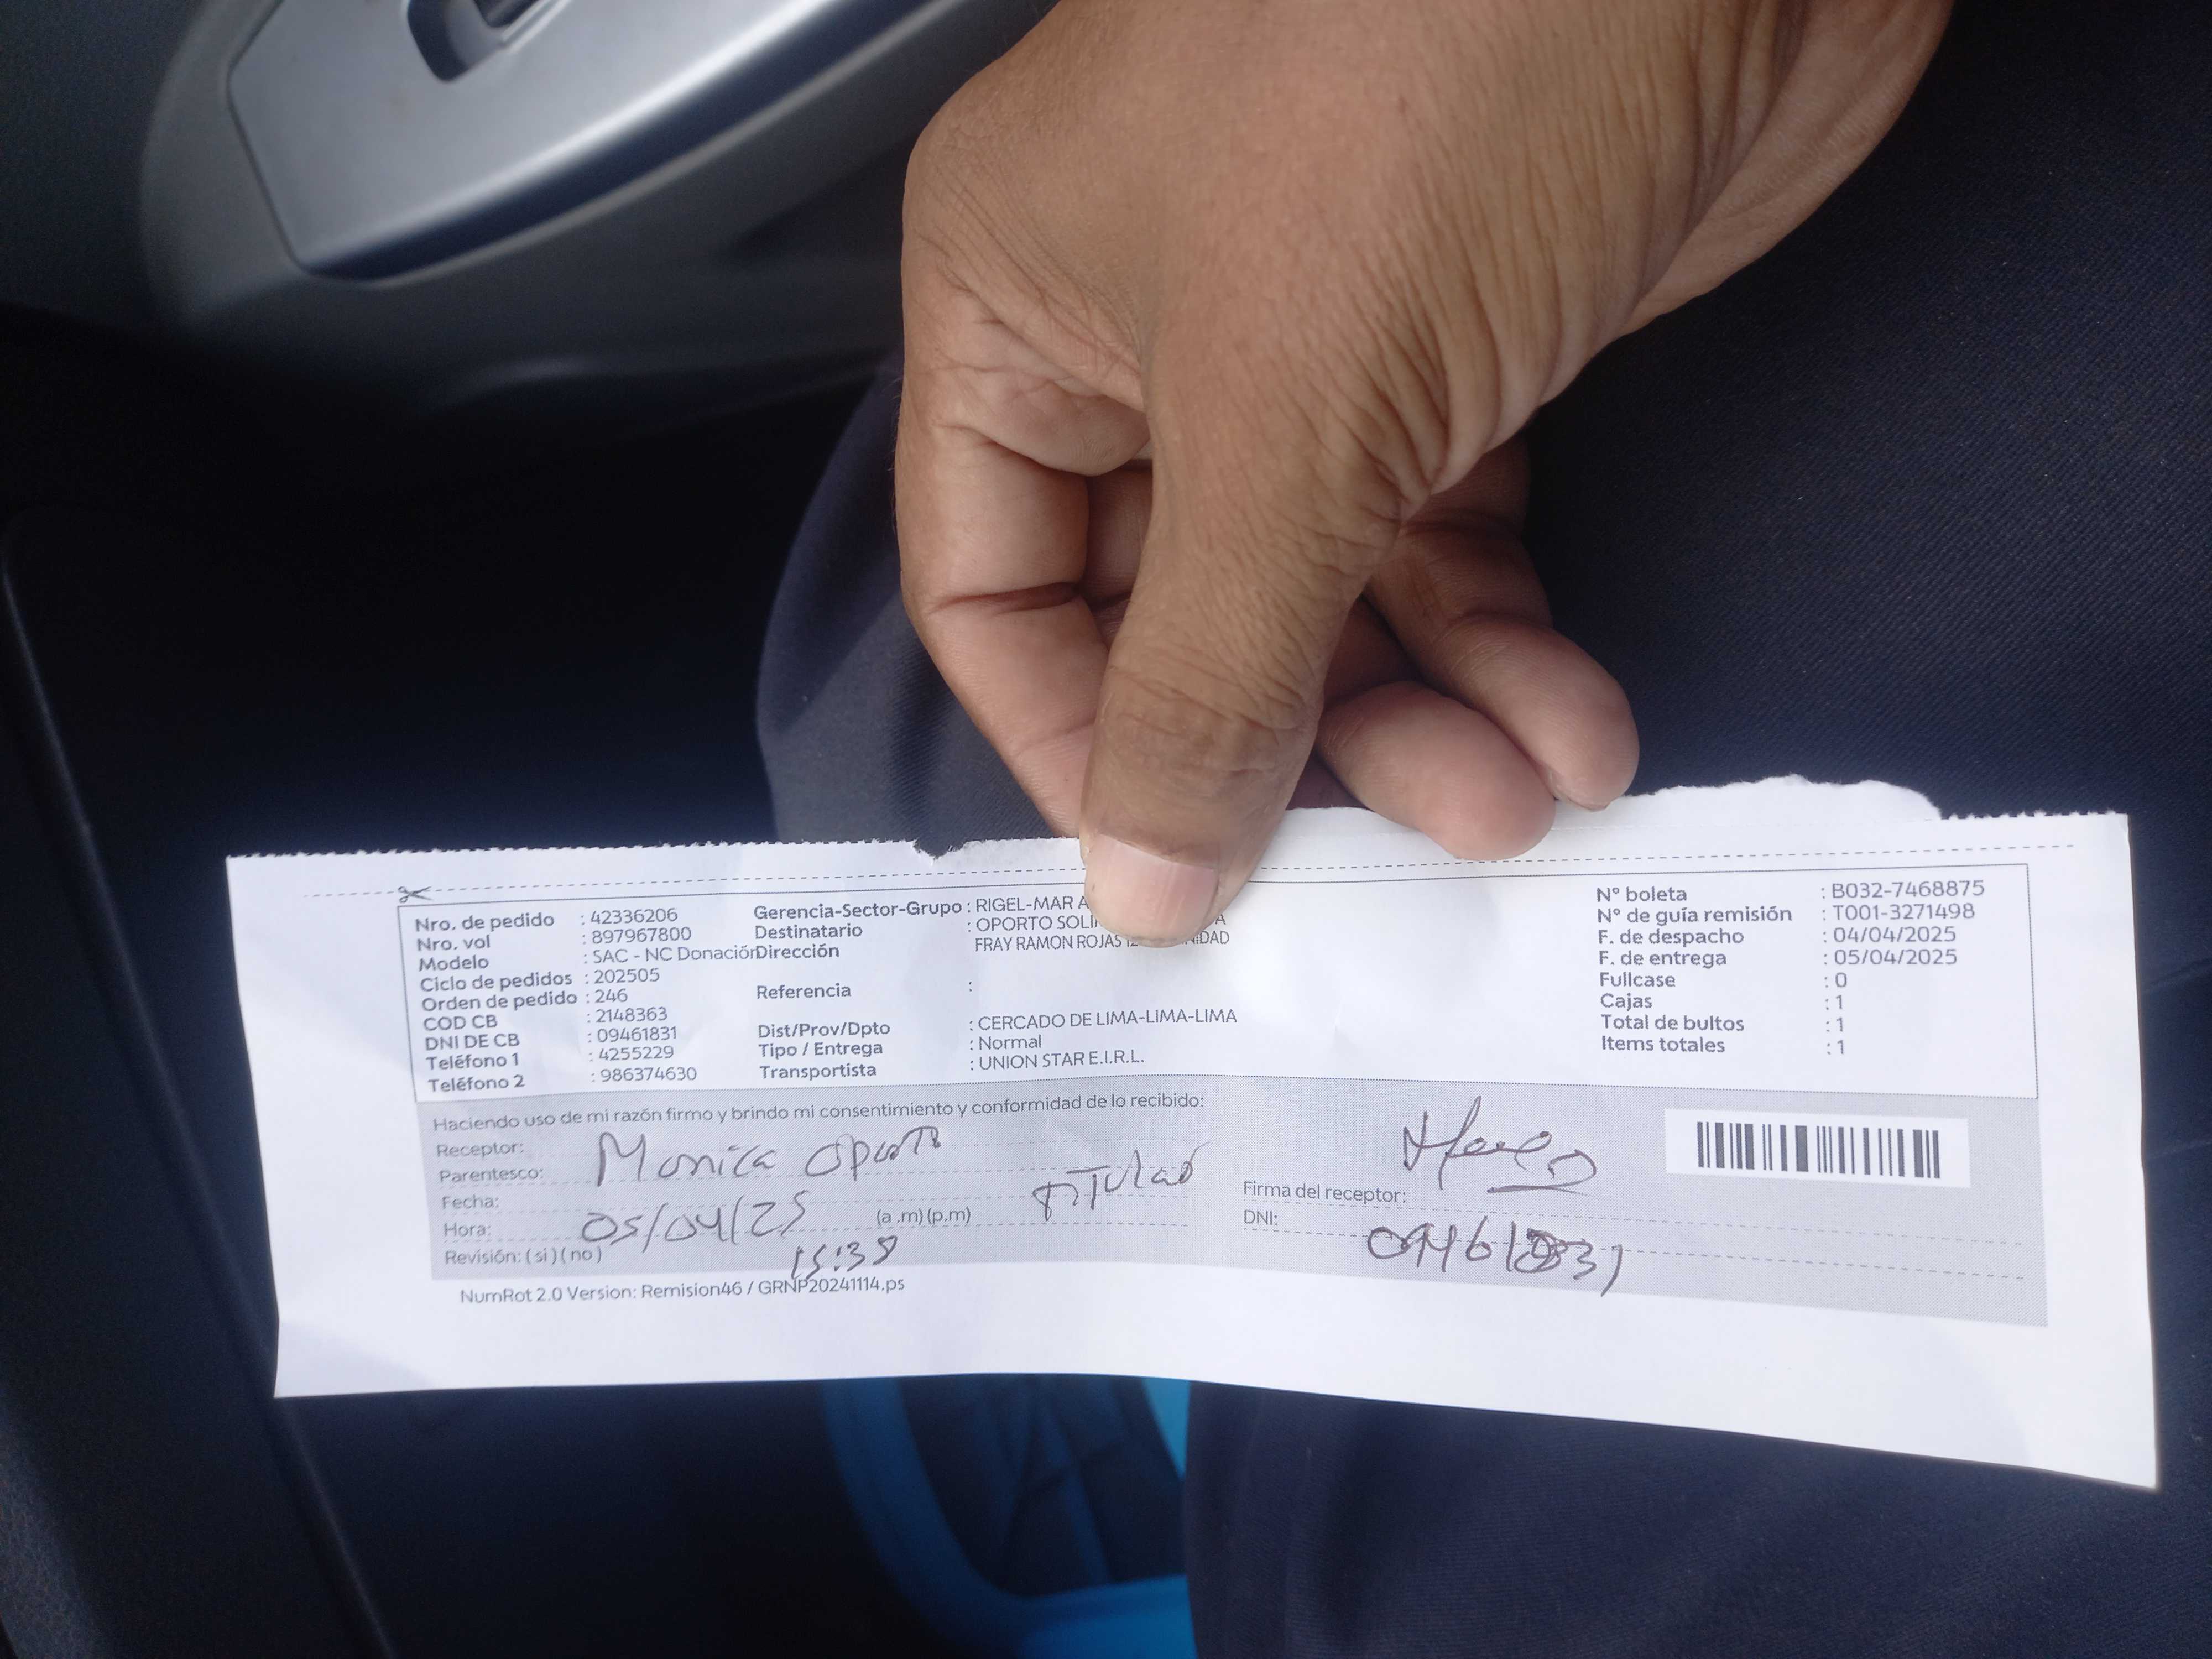 Nro. de pedido : 42336206
Nro. vol : 897967800
Modelo : SAC - NC Donación
Ciclo de pedidos : 202505
Orden de pedido : 246
COD CB : 2148363
DNI DE CB : 09461831
Teléfono 1 : 4255229
Teléfono 2 : 986374630
Gerencia-Sector-Grupo : RIGEL-MAR
Destinatario : OPORTO
Dirección FRAY RAMON ROJAS
Referencia :
Dist/Prov/Dpto : CERCADO DE LIMA-LIMA-LIMA
Tipo / Entrega : Normal
Transportista : UNION STAR E.I.R.L.
N° boleta : B032-7468875
N° de guía remisión : T001-3271498
F. de despacho : 04/04/2025
F. de entrega : 05/04/2025
Fullcase : 0
Cajas : 1
Total de bultos : 1
Items totales : 1
Haciendo uso de mi razón firmo y brindo mi consentimiento y conformidad de lo recibido:
Receptor: Monica Oporto
Parentesco: Titular
Fecha: 05/04/25
Hora: (a .m) (p.m) 15:38
Revisión: ( si ) ( no )
Firma del receptor:
DNI:
NumRot 2.0 Version: Remision46 / GRNP20241114.ps